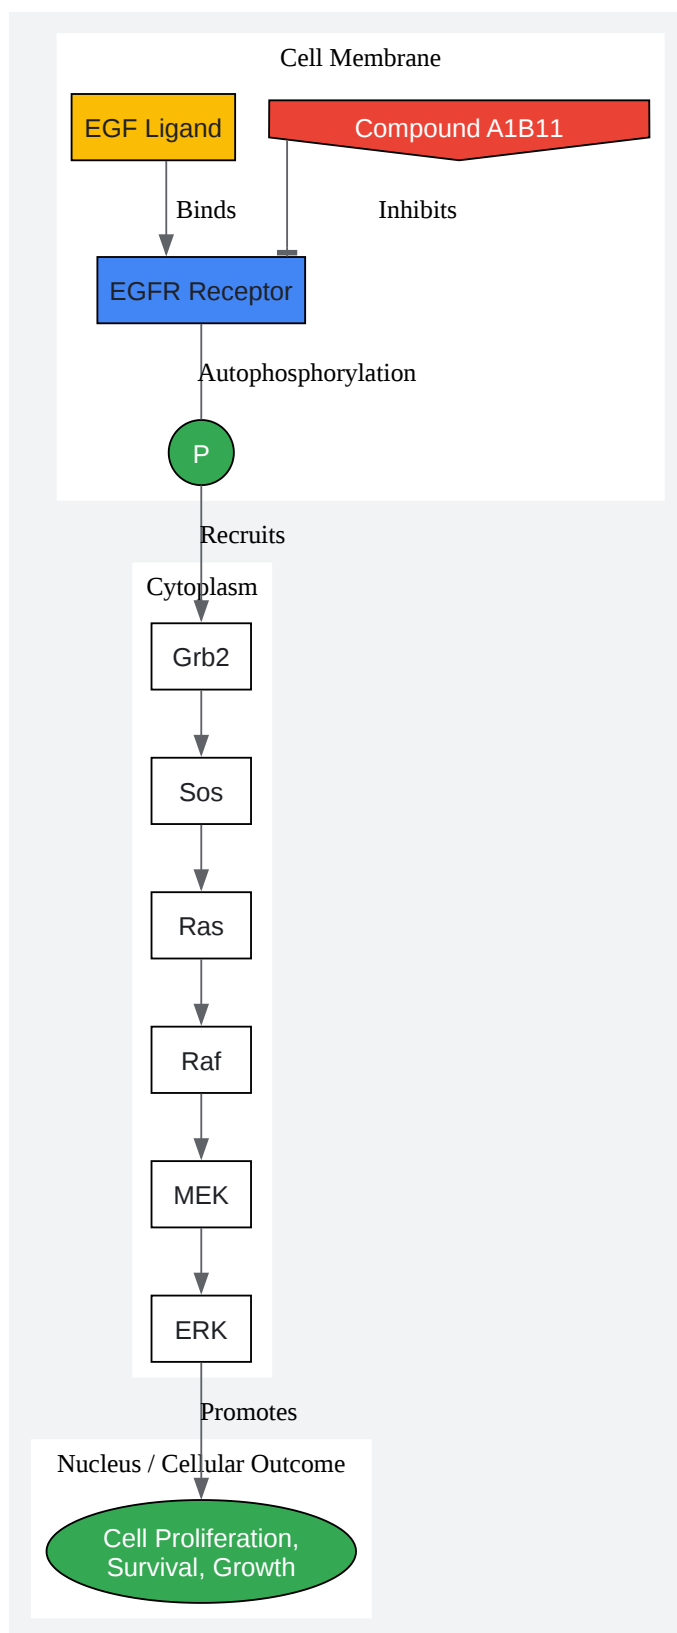 Cell Membrane
EGF Ligand
Compound A1B11
Binds
Inhibits
EGFR Receptor
Autophosphorylation
P
Recruits
Cytoplasm
Grb2
Sos
Ras
Raf
MEK
ERK
Promotes
Nucleus / Cellular Outcome
Cell Proliferation,
Survival, Growth